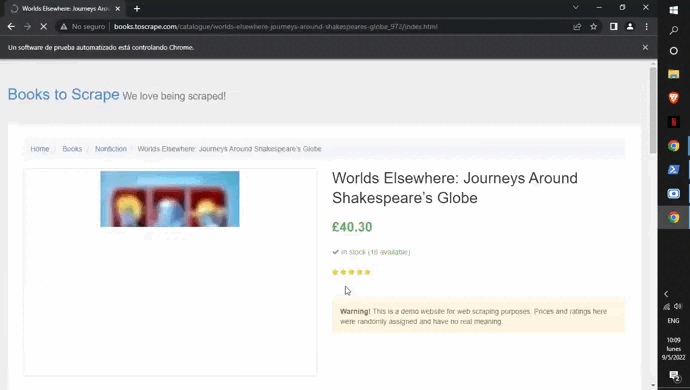 Worlds Elsewhere: Journeys Aro
No seguro | books.toscrape.com/catalogue/worlds-elsewhere-journeys-around-shakespeares-globe_972/index.html
Un software de prueba automatizado está controlando Chrome.
Books to Scrape We love being scraped!
Home / Books / Nonfiction / Worlds Elsewhere: Journeys Around Shakespeare's Globe
Worlds Elsewhere: Journeys Around
Shakespeare's Globe
£40.30
In stock (16 available)
Warning! This is a demo website for web scraping purposes. Prices and ratings here
were randomly assigned and have no real meaning.
ENG
10:09
lunes
9/5/2022
2